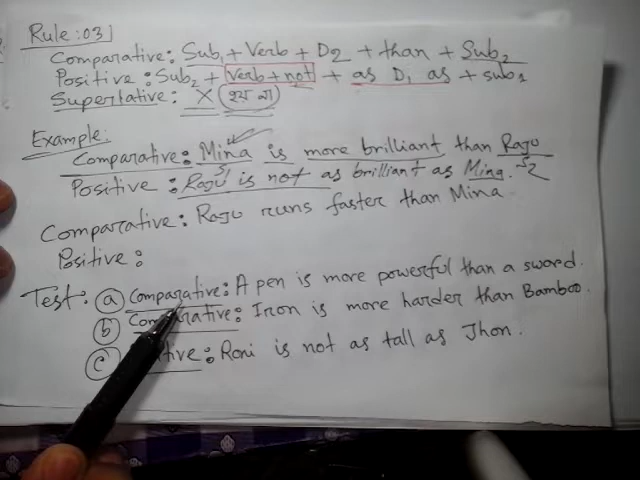 Rule:03
Comparative: Sub1 + Verb + D2 + than + Sub2
Positive: Sub2 + Verb + not + as D1 as + sub1
Superlative: X (হয় না)
Example:
Comparative: Mina is more brilliant than Raju
Positive: Raju is not as brilliant as Mina.
Comparative: Raju runs faster than Mina
Positive:
Test: (a) Comparative: A pen is more powerful than a sword.
(b) Comparative: Iron is more harder than Bamboo.
(c) : Roni is not as tall as Jhon.